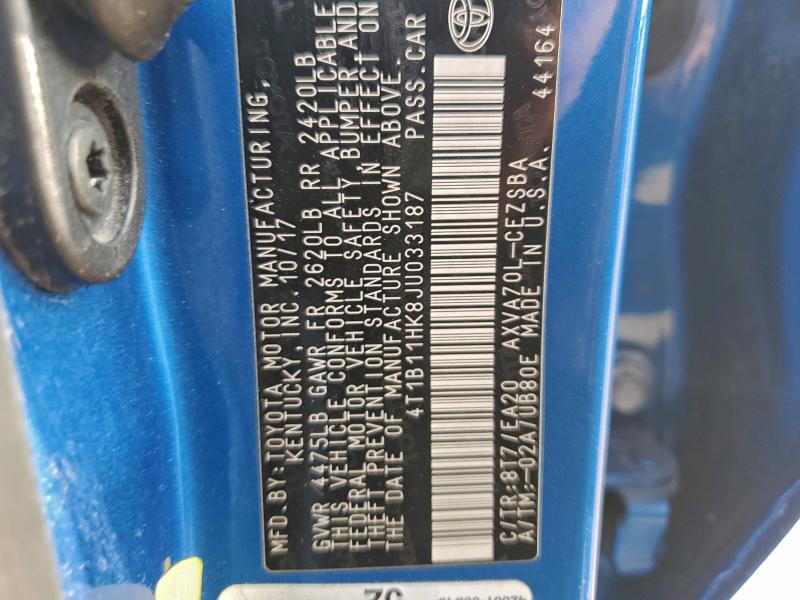 MFD. BY: TOYOTA MOTOR MANUFACTURING,
KENTUCKY, INC. 10/17
GVWR 4475LB GAWR FR 2620LB RR 2420LB
THIS VEHICLE CONFORMS TO ALL APPLICABLE
FEDERAL MOTOR VEHICLE SAFETY, BUMPER AND
THEFT PREVENTION STANDARDS IN EFFECT ON
THE DATE OF MANUFACTURE SHOWN ABOVE.
4T1B11HK8JU033187 PASS. CAR
C/TR:8T7/EA20 AXVA70L-CEZSBA
A/TM:-02A/UB80E MADE IN U.S.A. 44164